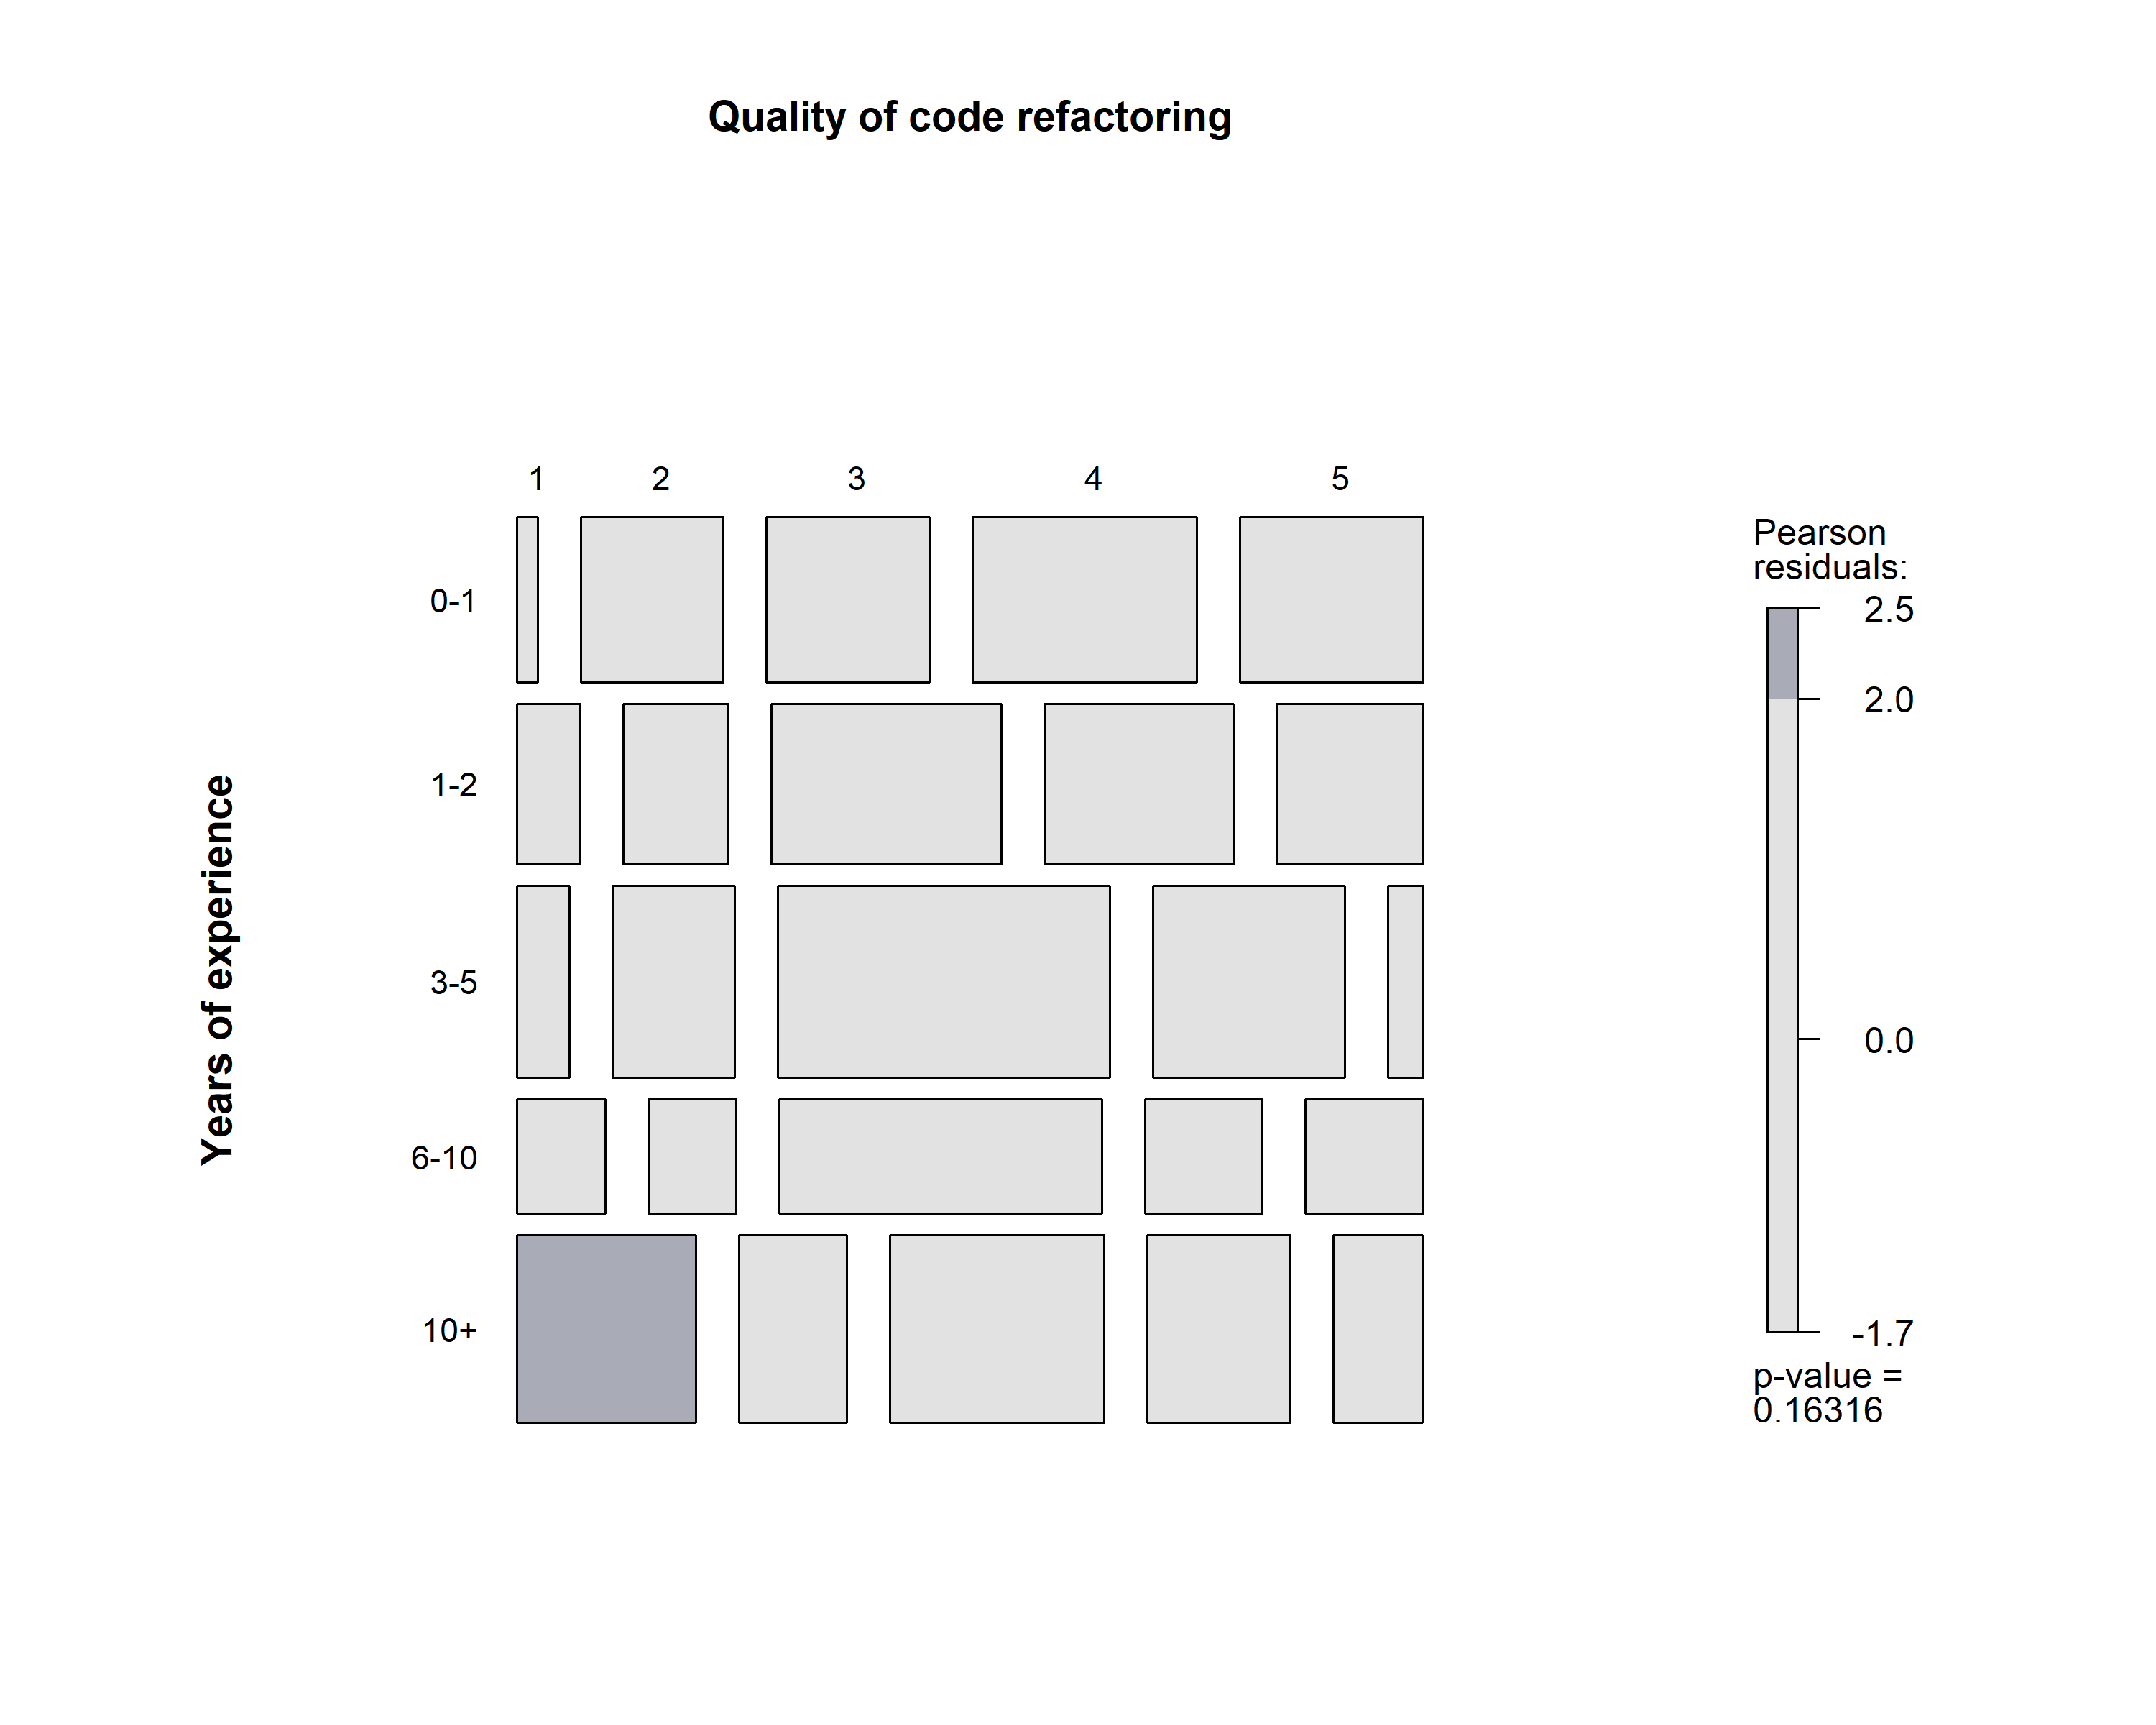 Quality of code refactoring
1 2 3 4 5
Years of experience
0-1
1-2
3-5
6-10
10+
Pearson
residuals:
2.5
2.0
0.0
-1.7
p-value =
0.16316